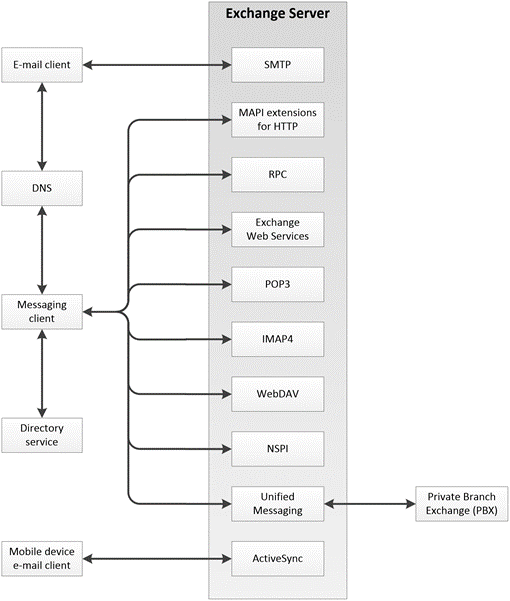 Exchange Server
E-mail client
SMTP
MAPI extensions
for HTTP
DNS
RPC
Exchange
Web Services
Messaging
client
POP3
IMAP4
WebDAV
Directory
service
NSPI
Unified
Messaging
Private Branch
Exchange (PBX)
Mobile device
e-mail client
ActiveSync